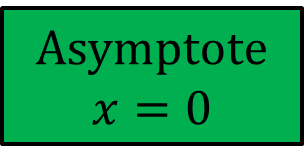 Asymptote
x = 0